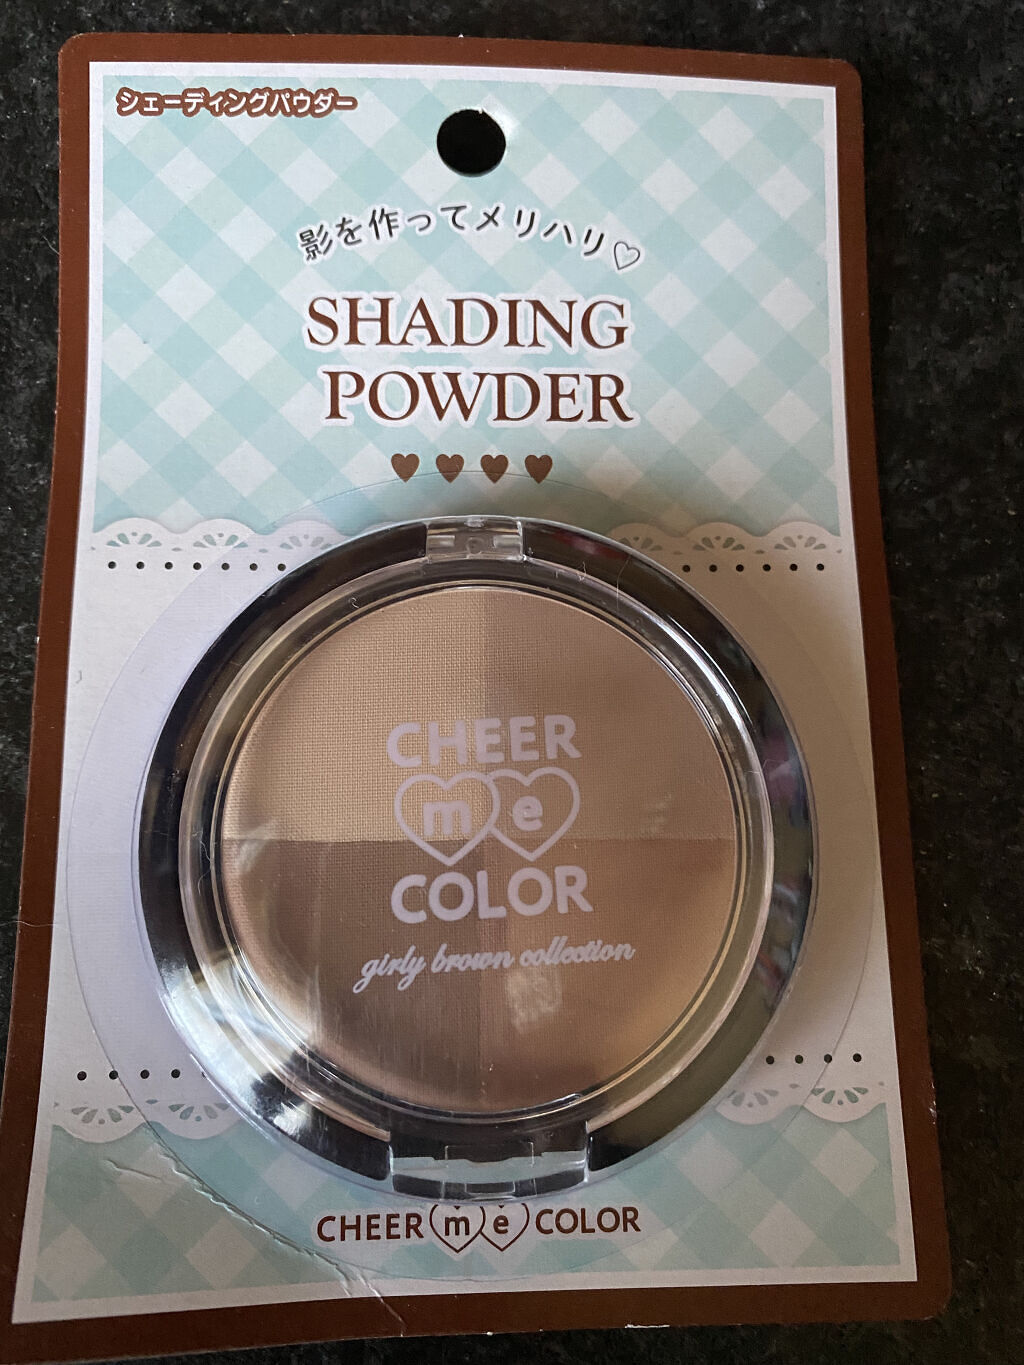 シェーディングパウダー
影を作ってメリハリ♡
SHADING
POWDER
CHEER
me
COLOR
girly brown collection
CHEER me COLOR